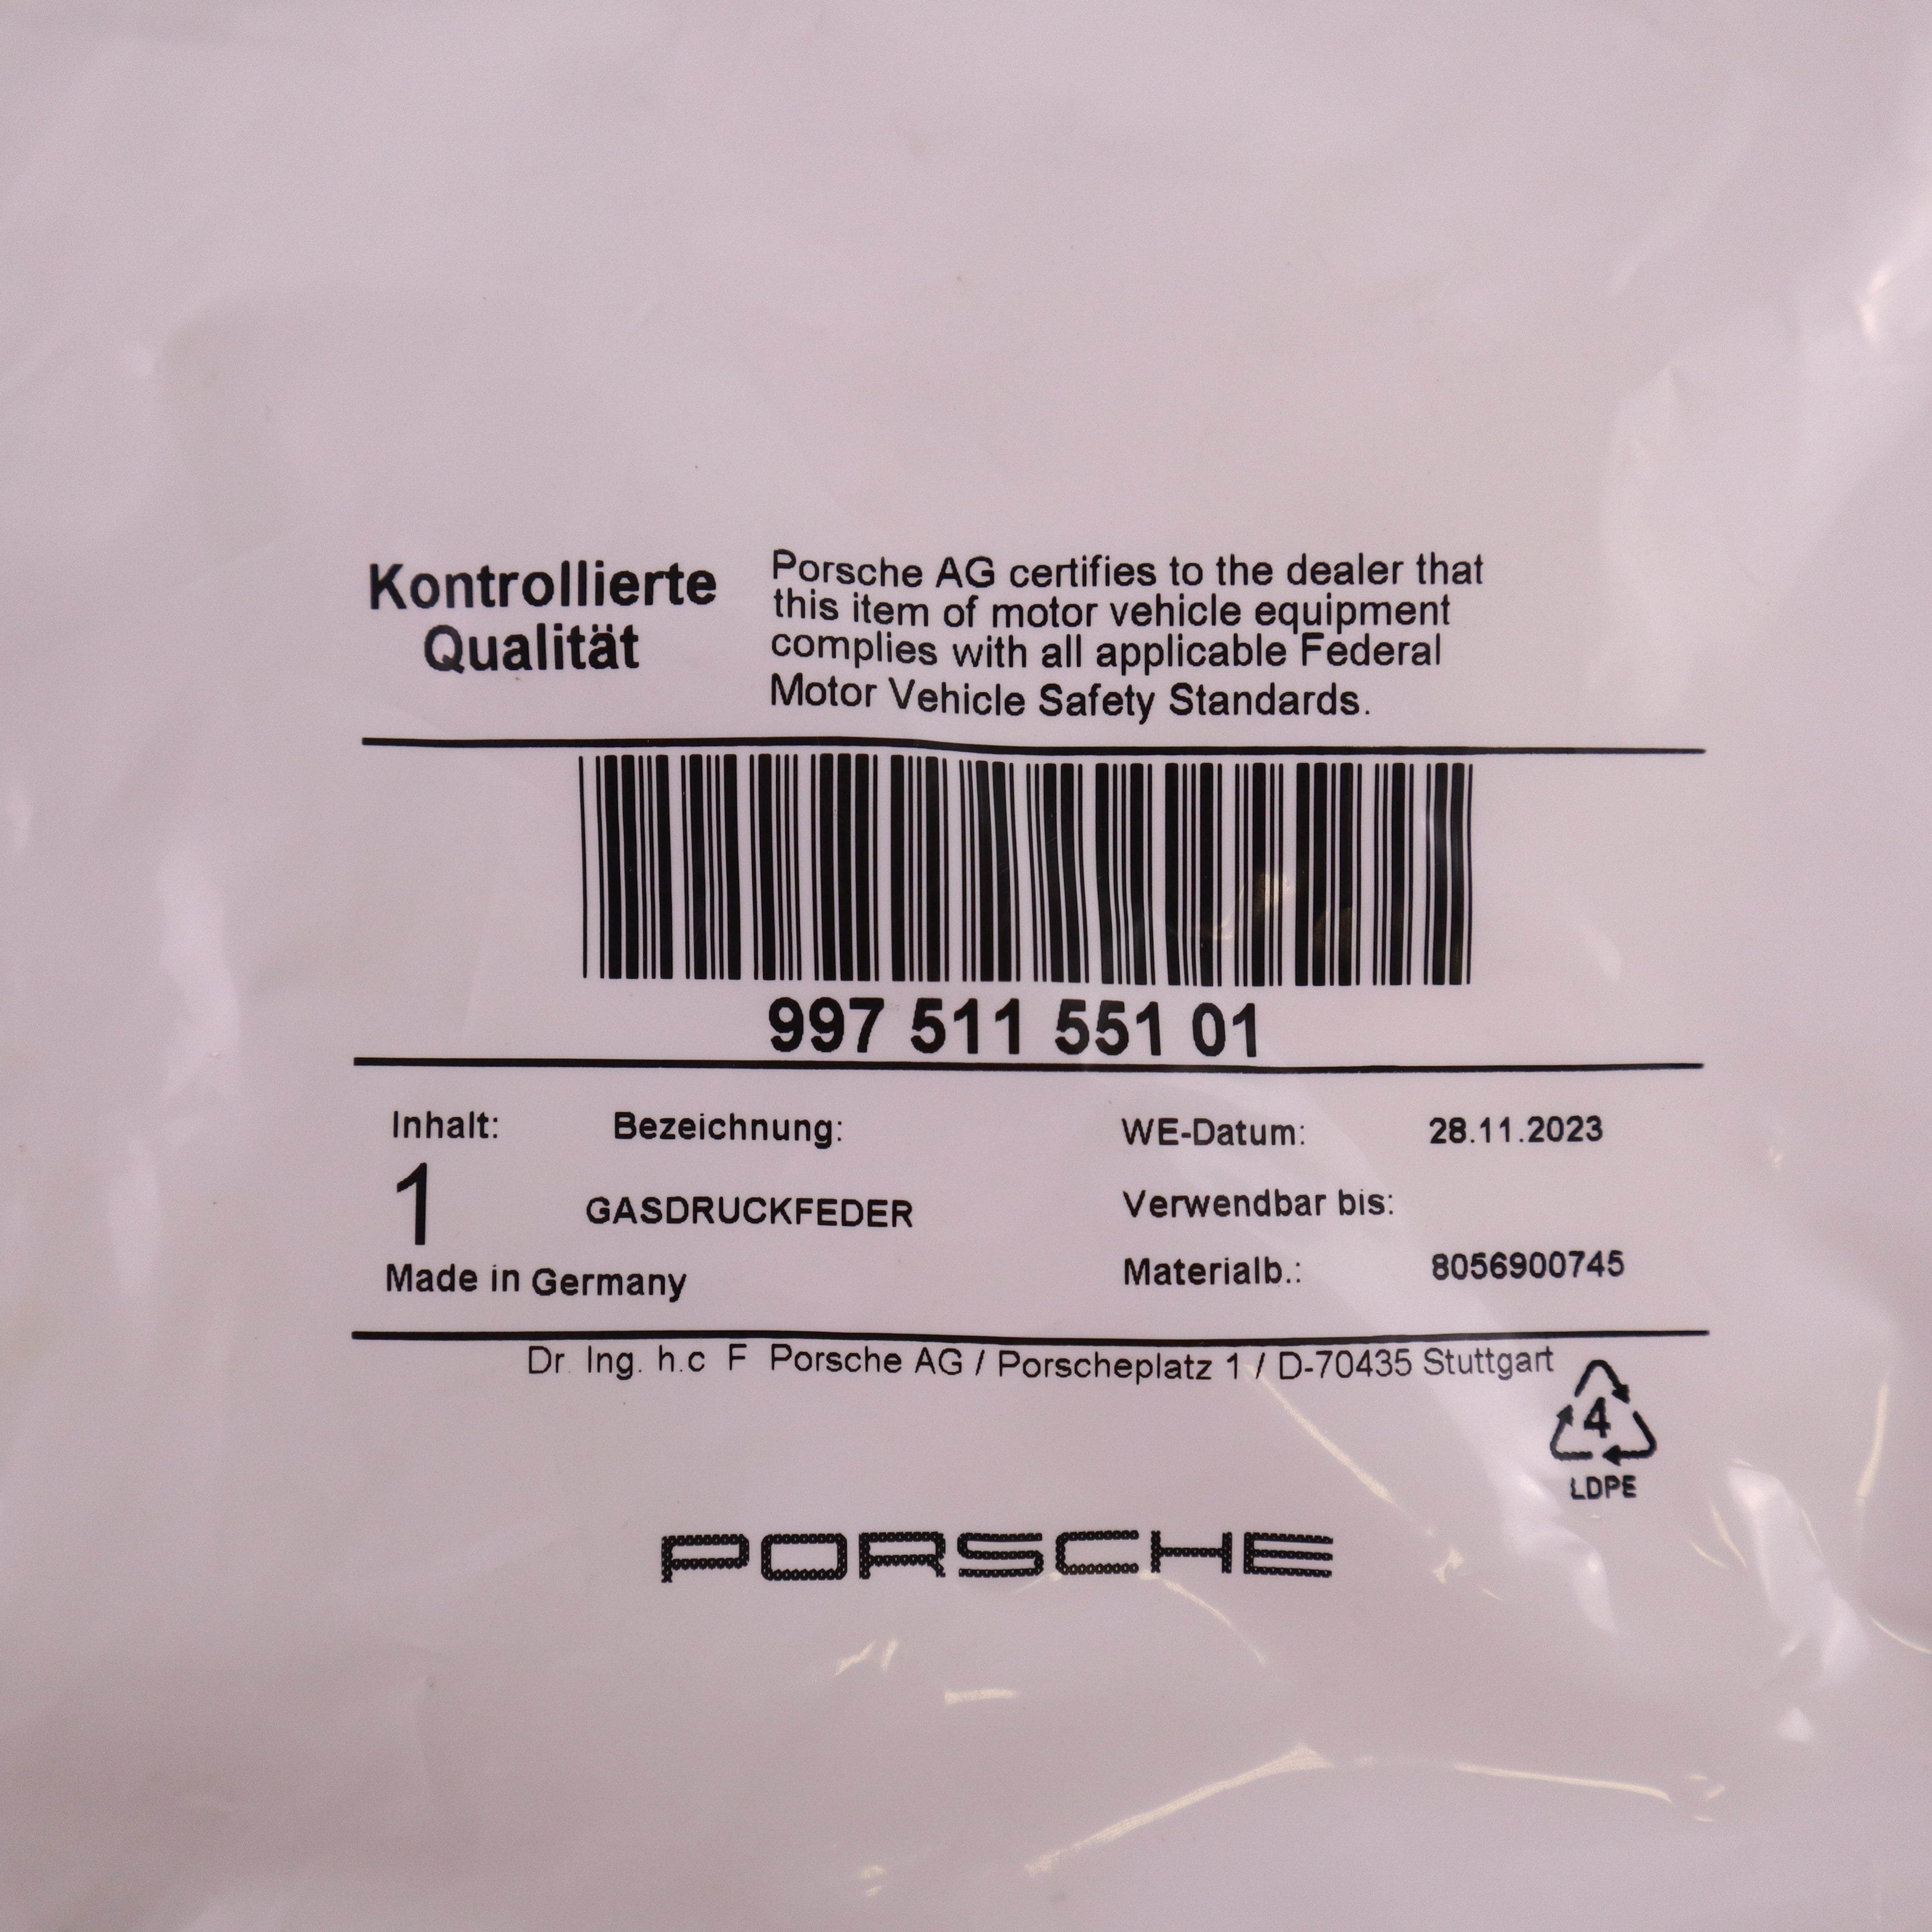 Kontrollierte
Qualität
Porsche AG certifies to the dealer that
this item of motor vehicle equipment
complies with all applicable Federal
Motor Vehicle Safety Standards.
997 511 551 01
Inhalt: Bezeichnung: WE-Datum: 28.11.2023
1 GASDRUCKFEDER Verwendbar bis:
Made in Germany Materialb.: 8056900745
Dr. Ing. h.c F Porsche AG / Porscheplatz 1 / D-70435 Stuttgart
4
LDPE
PORSCHE